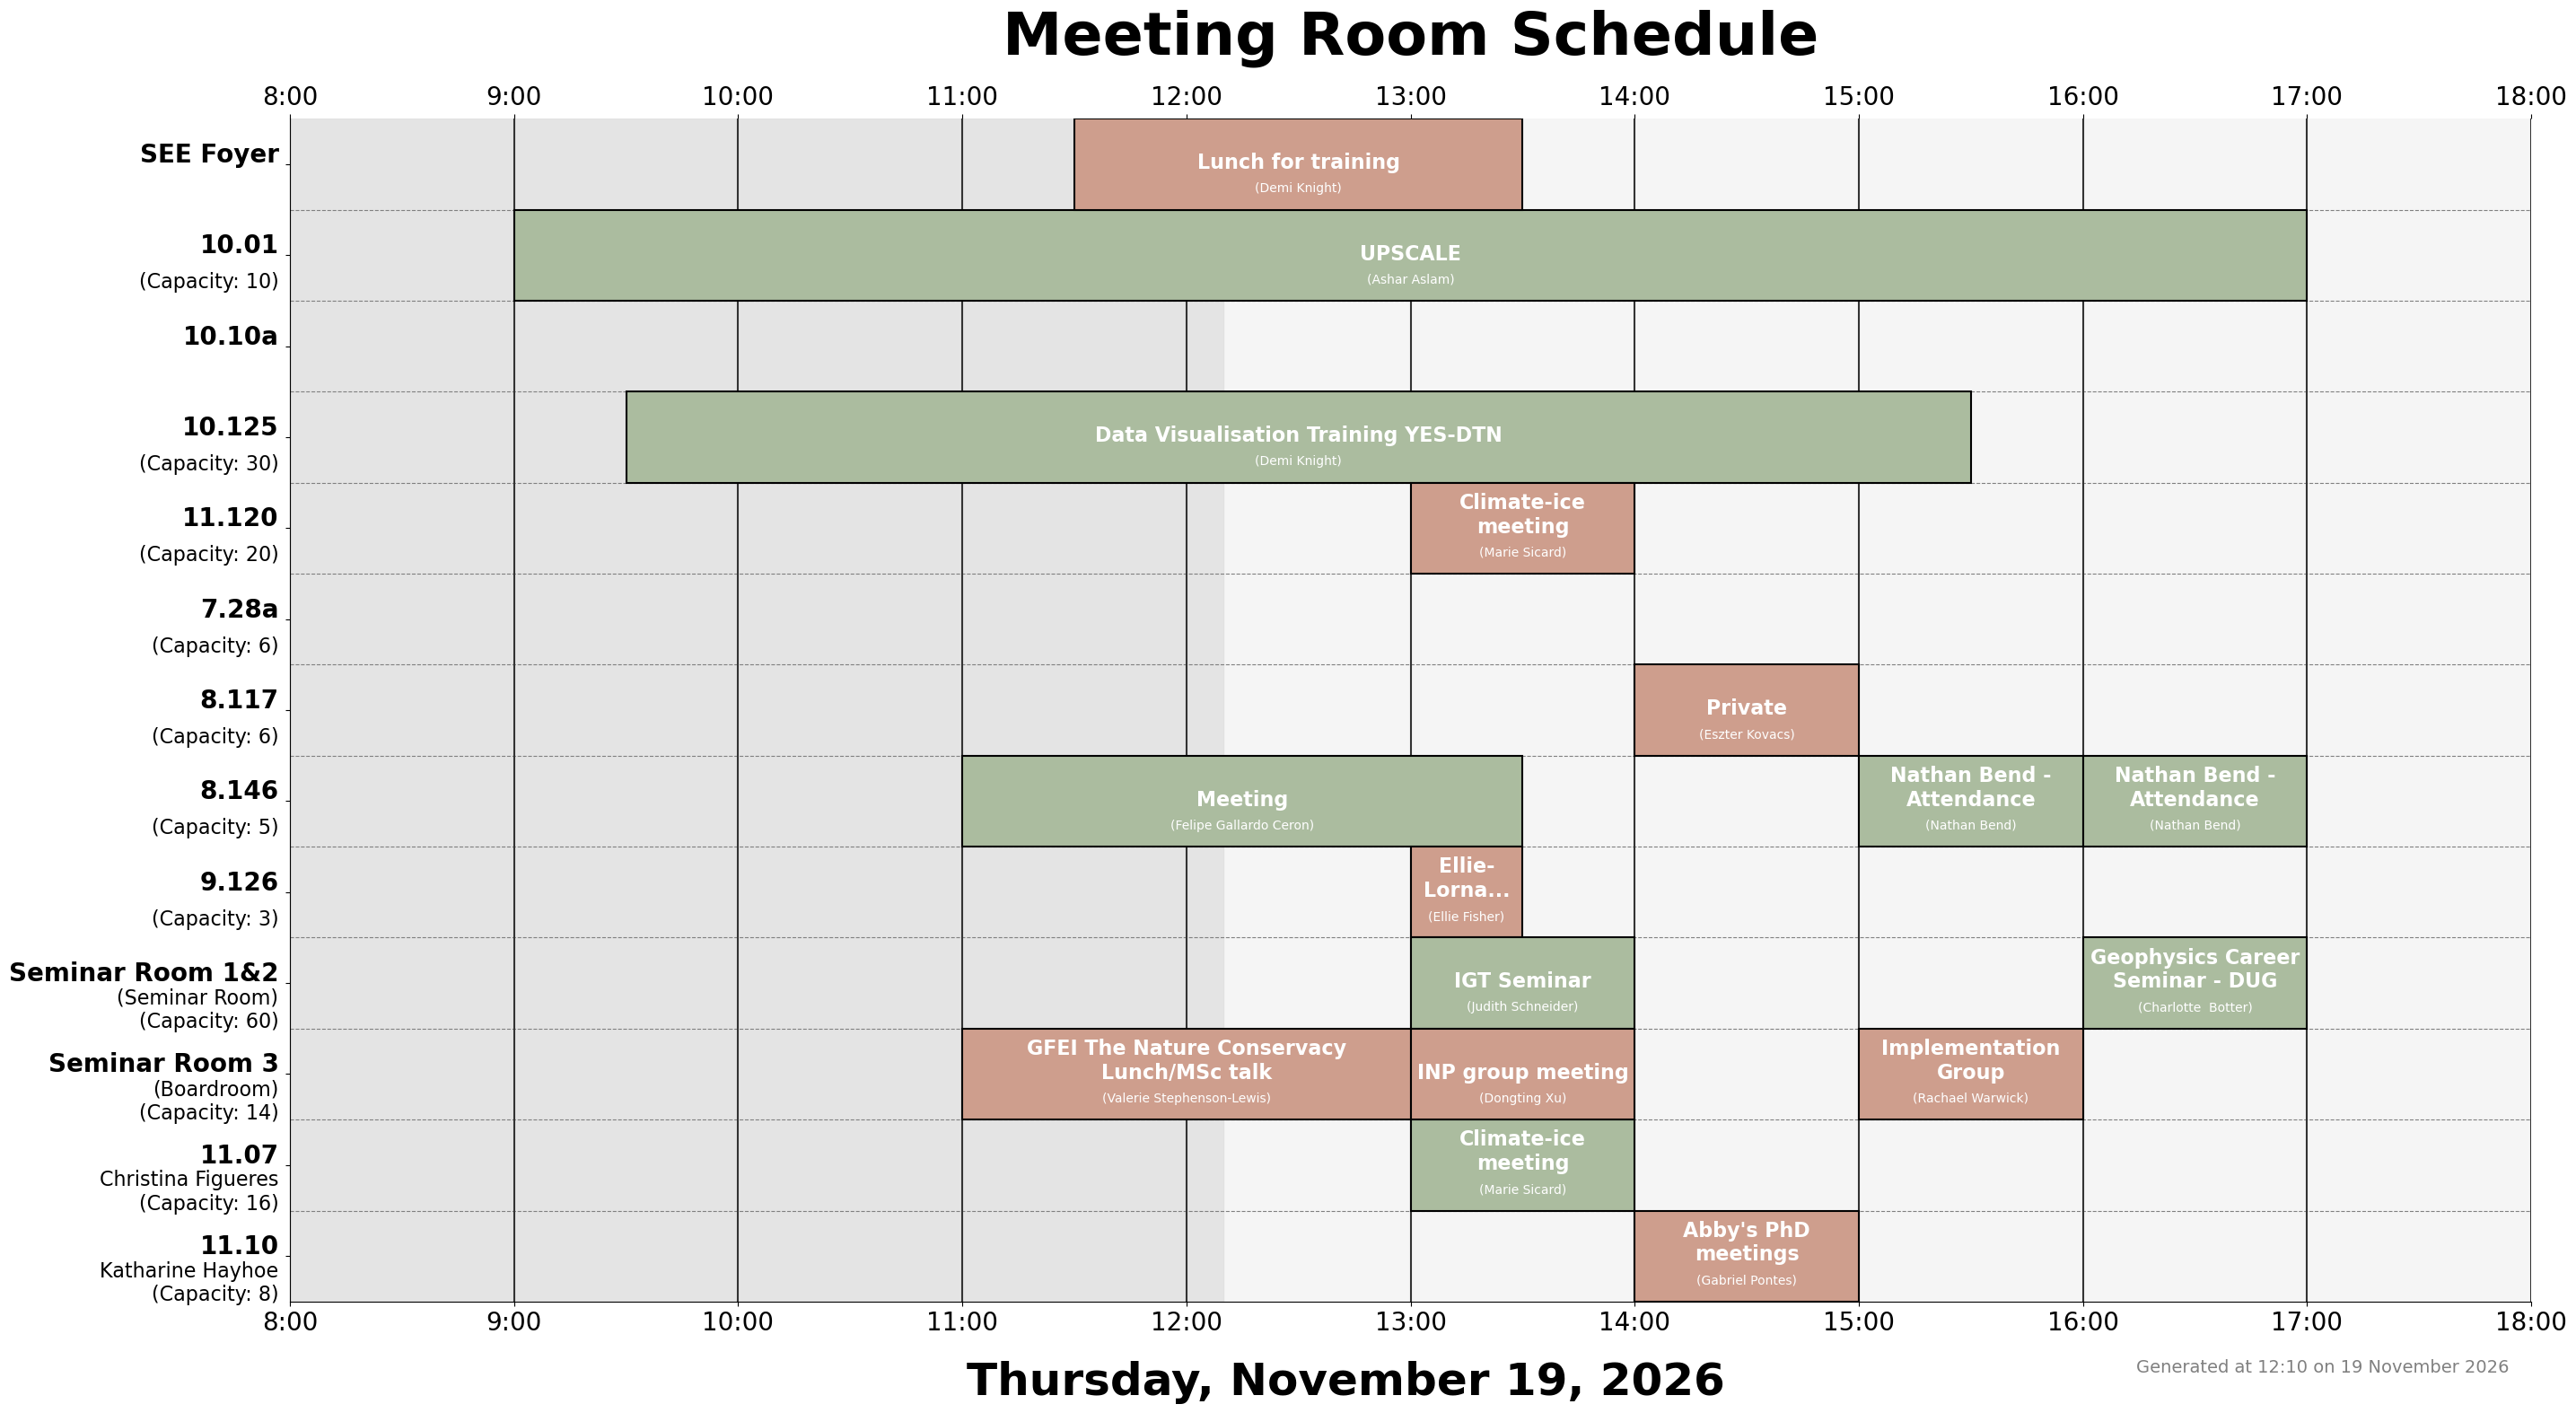 Meeting Room Schedule
8:00 9:00 10:00 11:00 12:00 13:00 14:00 15:00 16:00 17:00 18:00
SEE Foyer
Lunch for training
(Demi Knight)
10.01
(Capacity: 10)
UPSCALE
(Ashar Aslam)
10.10a
10.125
(Capacity: 30)
Data Visualisation Training YES-DTN
(Demi Knight)
11.120
(Capacity: 20)
Climate-ice
meeting
(Marie Sicard)
7.28a
(Capacity: 6)
8.117
(Capacity: 6)
Private
(Eszter Kovacs)
8.146
(Capacity: 5)
Meeting
(Felipe Gallardo Ceron)
Nathan Bend -
Attendance
(Nathan Bend)
Nathan Bend -
Attendance
(Nathan Bend)
9.126
(Capacity: 3)
Ellie-
Lorna...
(Ellie Fisher)
Seminar Room 1&2
(Seminar Room)
(Capacity: 60)
IGT Seminar
(Judith Schneider)
Geophysics Career
Seminar - DUG
(Charlotte  Botter)
Seminar Room 3
(Boardroom)
(Capacity: 14)
GFEI The Nature Conservacy
Lunch/MSc talk
(Valerie Stephenson-Lewis)
INP group meeting
(Dongting Xu)
Implementation
Group
(Rachael Warwick)
11.07
Christina Figueres
(Capacity: 16)
Climate-ice
meeting
(Marie Sicard)
11.10
Katharine Hayhoe
(Capacity: 8)
Abby's PhD
meetings
(Gabriel Pontes)
8:00 9:00 10:00 11:00 12:00 13:00 14:00 15:00 16:00 17:00 18:00
Thursday, November 19, 2026
Generated at 12:10 on 19 November 2026